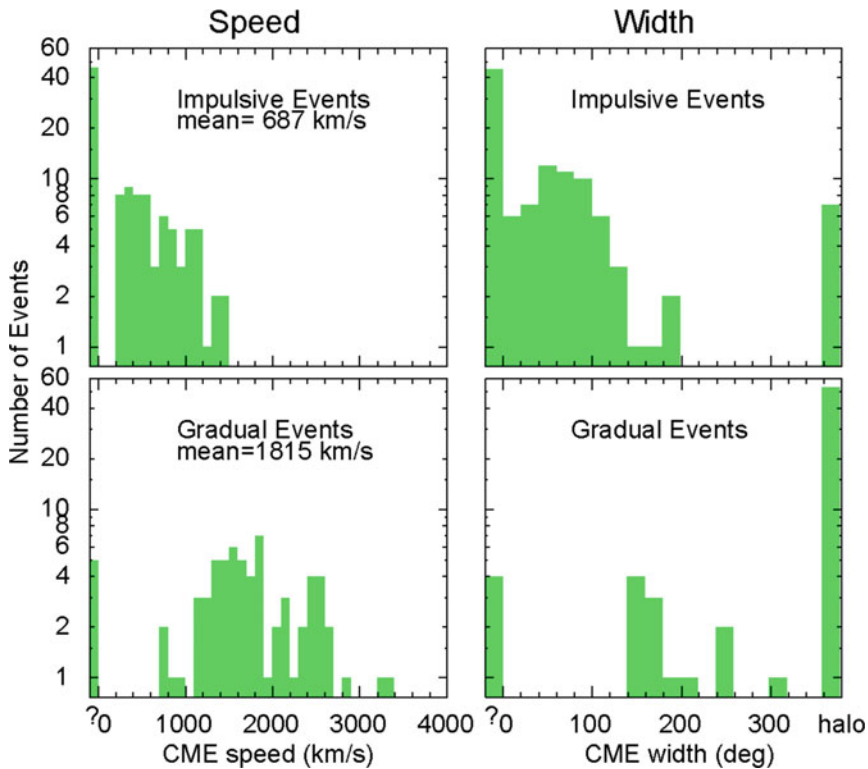 Speed
Width
60
40
20
10
8
6
4
2
1
Impulsive Events
mean= 687 km/s
Impulsive Events
Number of Events
60
40
20
10
8
6
4
2
1
Gradual Events
mean=1815 km/s
Gradual Events
?0 1000 2000 3000 4000
?0 100 200 300 halo
CME speed (km/s)
CME width (deg)